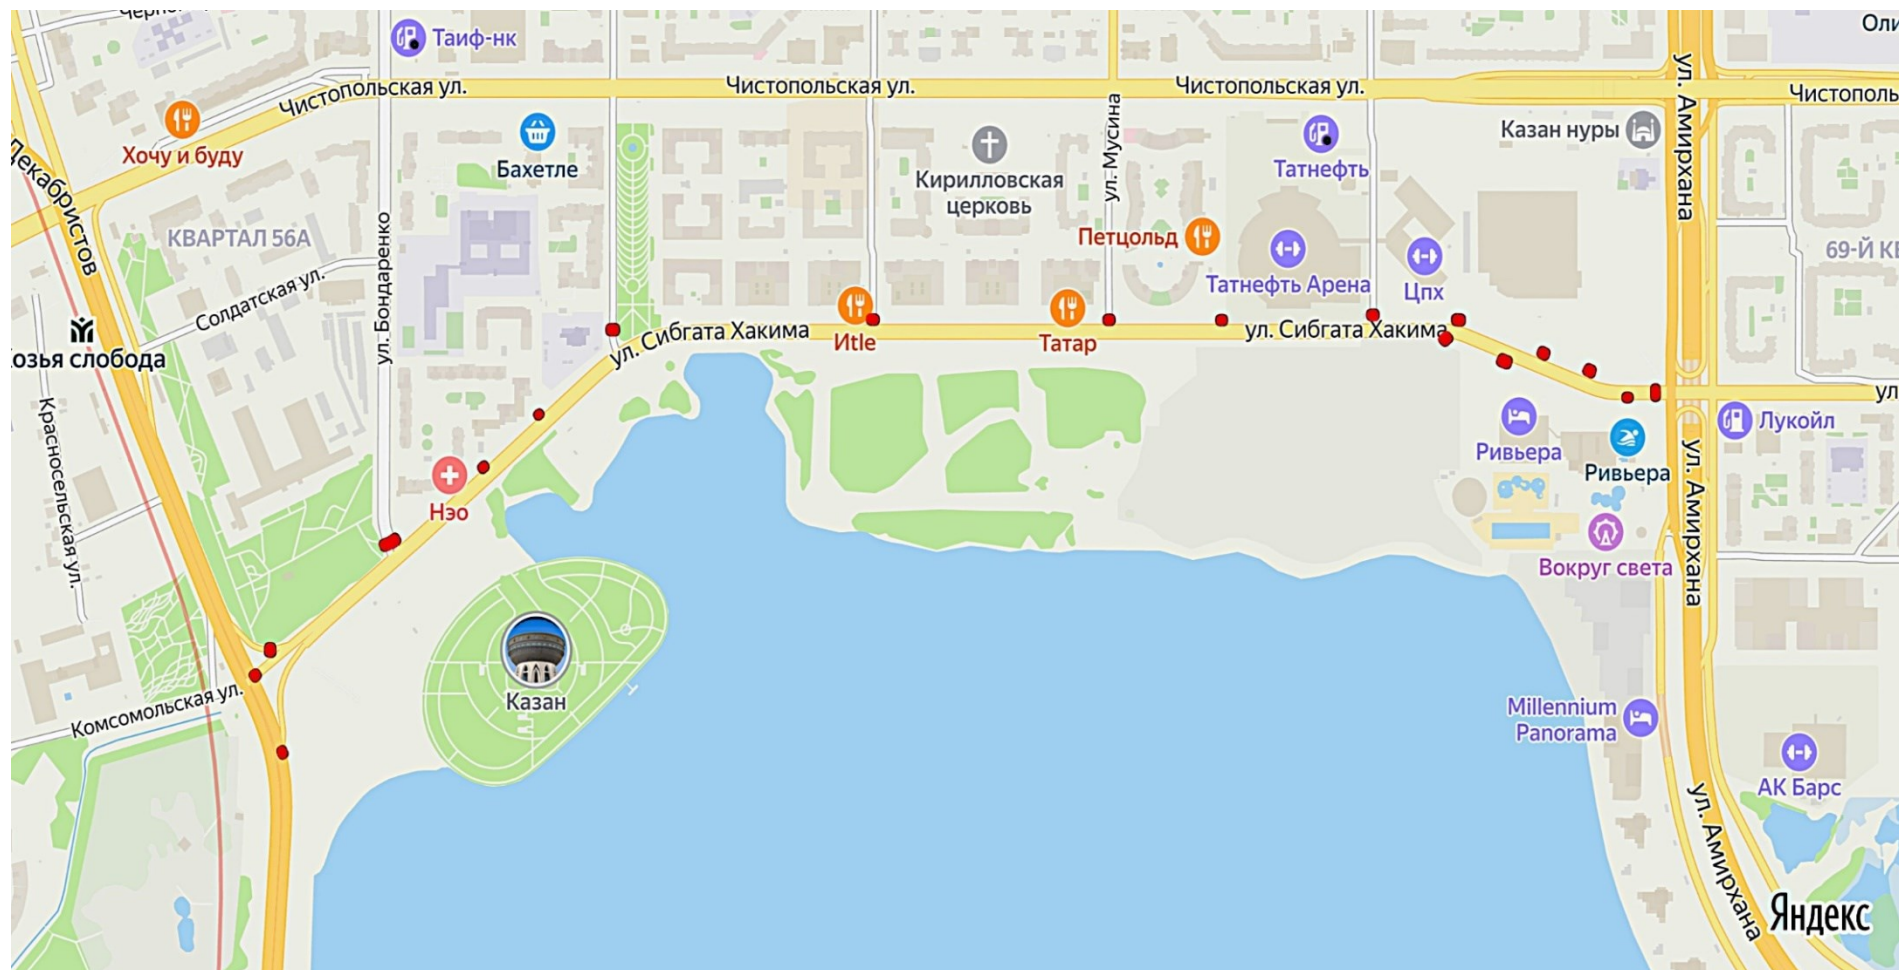 Таиф-нк
Оли
Чистопольская ул.
Чистопольская ул.
Чистопольская ул.
Чистополь
ул. Амирхана
Хочу и буду
Бахетле
Кирилловская
церковь
ул. Мусина
Татнефть
Казан нуры
Декабристов
КВАРТАЛ 56А
Солдатская ул.
ул. Бондаренко
Петцольд
Татнефть Арена
Цпх
69-Й КВ
озья слобода
ул. Сибгата Хакима
Itle
Татар
ул. Сибгата Хакима
ул
Красносельская ул.
Нэо
Ривьера
Ривьера
Лукойл
ул. Амирхана
Вокруг света
Казан
Комсомольская ул.
Millennium
Panorama
АК Барс
ул. Амирхана
Яндекс